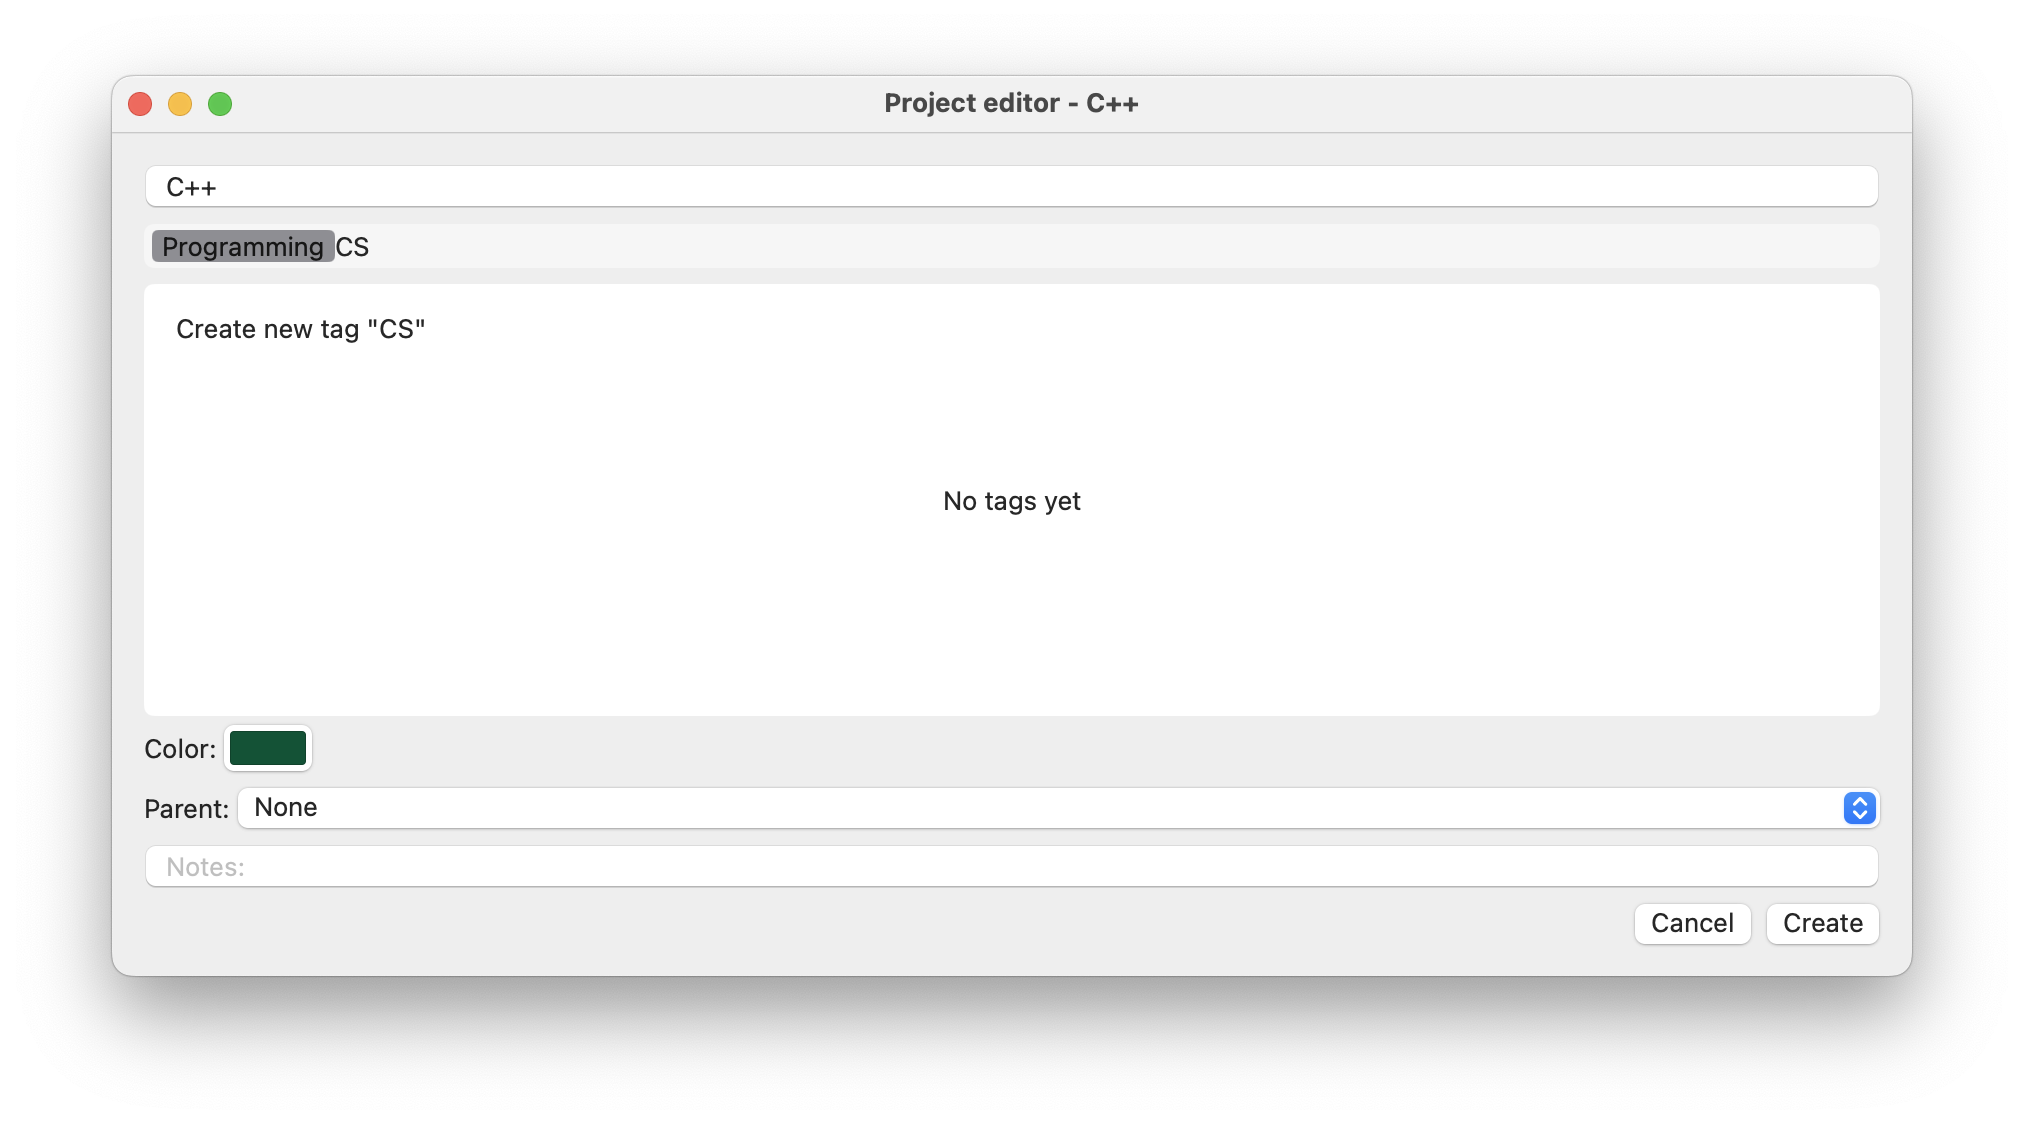 Project editor - C++
C++
Programming CS
Create new tag "CS"
No tags yet
Color:
Parent: None
Notes:
Cancel Create